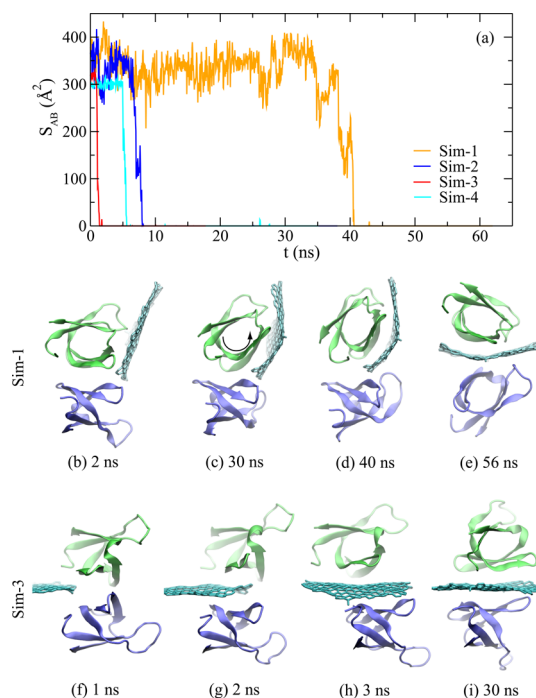 (a)
400
300
200
100
0
S_AB (Å²)
0 10 20 30 40 50 60
t (ns)
Sim-1
Sim-2
Sim-3
Sim-4
Sim-1
(b) 2 ns (c) 30 ns (d) 40 ns (e) 56 ns
Sim-3
(f) 1 ns (g) 2 ns (h) 3 ns (i) 30 ns